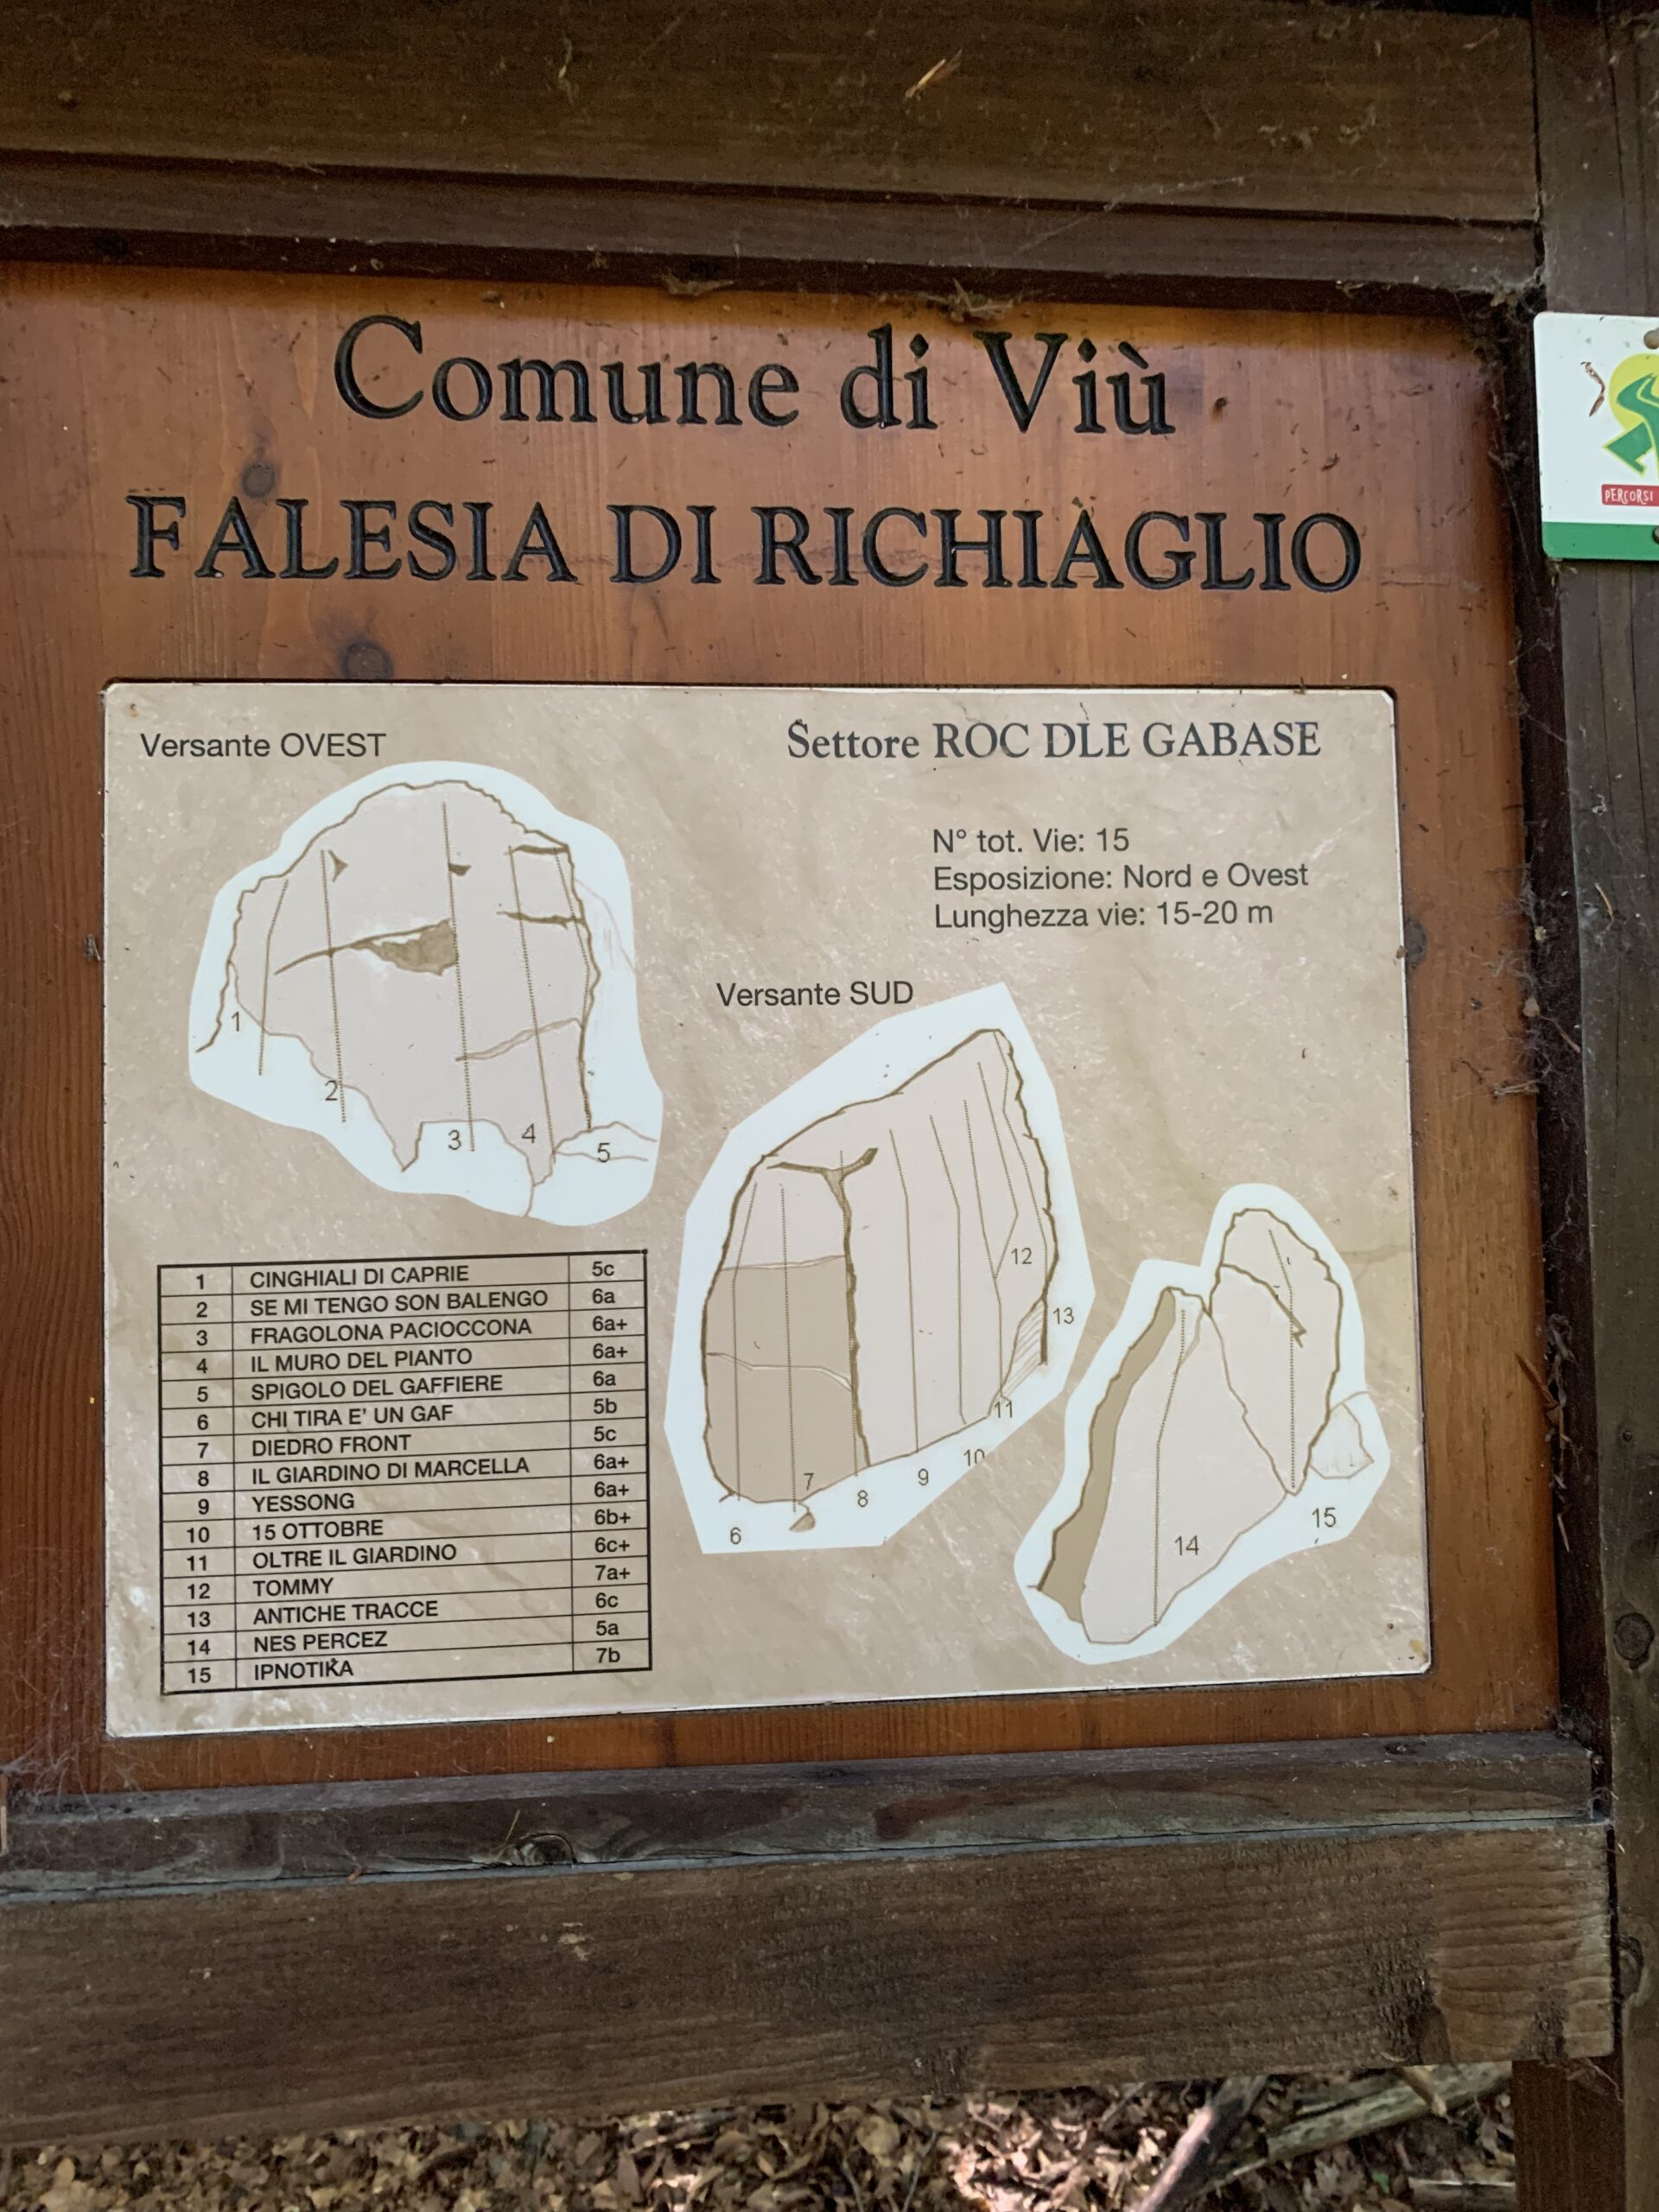 Comune di Viù
FALESIA DI RICHIAGLIO
Versante OVEST
Settore ROC DLE GABASE
N° tot. Vie: 15
Esposizione: Nord e Ovest
Lunghezza vie: 15-20 m
1
2
3
4
5
Versante SUD
6
7
8
9
10
11
12
13
14
15
1 CINGHIALI DI CAPRIE 5c
2 SE MI TENGO SON BALENGO 6a
3 FRAGOLONA PACIOCCONA 6a+
4 IL MURO DEL PIANTO 6a+
5 SPIGOLO DEL GAFFIERE 6a
6 CHI TIRA E' UN GAF 5b
7 DIEDRO FRONT 5c
8 IL GIARDINO DI MARCELLA 6a+
9 YESSONG 6a+
10 15 OTTOBRE 6b+
11 OLTRE IL GIARDINO 6c+
12 TOMMY 7a+
13 ANTICHE TRACCE 6c
14 NES PERCEZ 5a
15 IPNOTIKA 7b
PERCORSI